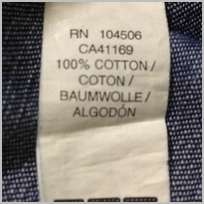 RN 104506
CA41169
100% COTTON /
COTON /
BAUMWOLLE /
ALGODÓN